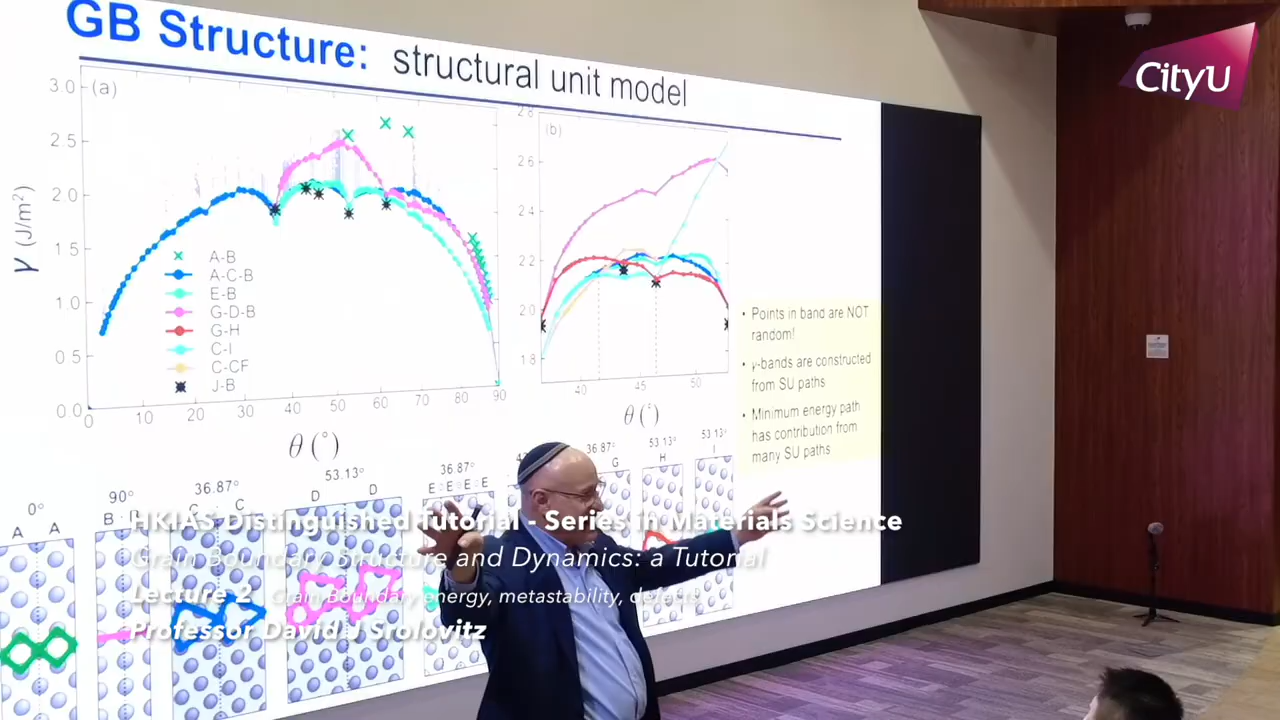 GB Structure: structural unit model
CityU
(a)
3.0
2.5
2.0
1 5
1.0
0 5
0 0
γ (J/m²)
A-B
A-C-B
E-B
G-D-B
G-H
C-I
C-CF
J-B
0 10 20 30 40 50 60 70 80 90
θ (°)
(b)
2.8
2.6
2.4
2.2
2.0
1 8
40 45 50
θ (°)
• Points in band are NOT
random!
• γ-bands are constructed
from SU paths
• Minimum energy path
has contribution from
many SU paths
0°
A A
90°
B
36.87°
C C
53.13°
D D
36 87°
E E E E
36.87°
G
53.13°
H
53 13°
I
HKIAS Distinguished Tutorial - Series in Materials Science
Grain Boundary Structure and Dynamics: a Tutorial
Lecture 2 Grain Boundary energy, metastability, defects
Professor David J Srolovitz